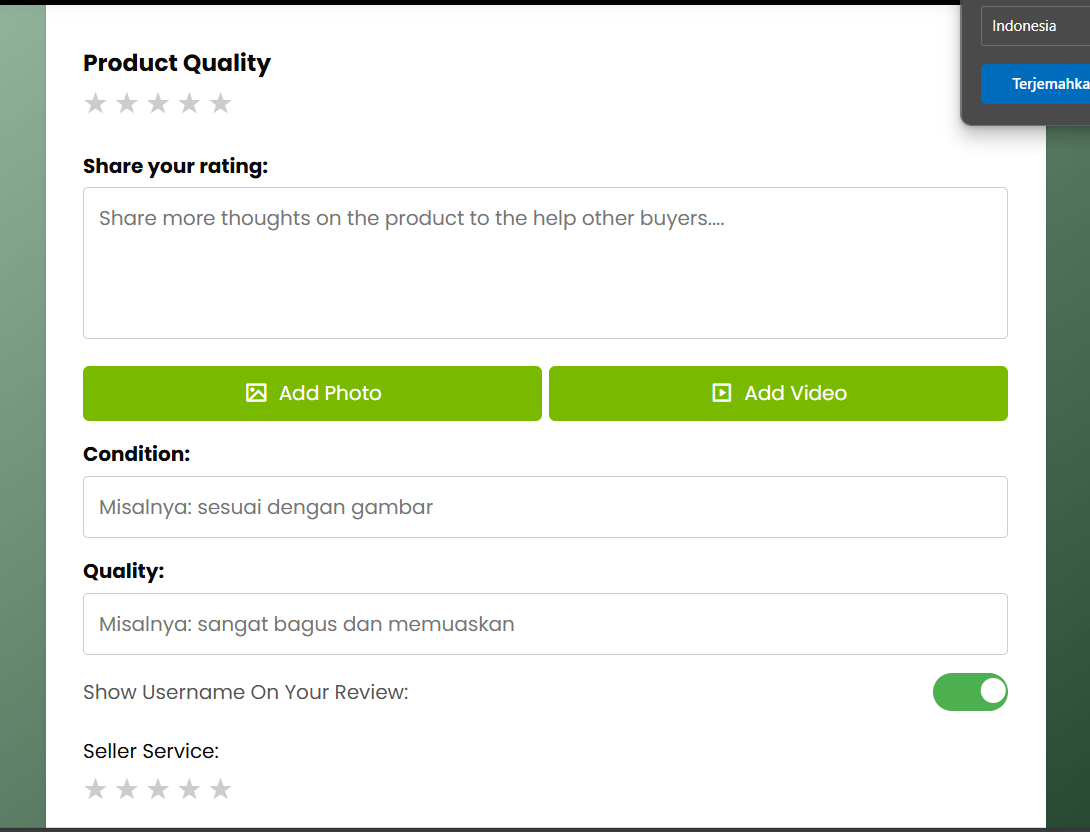 Indonesia
Terjemahka
Product Quality
Share your rating:
Share more thoughts on the product to the help other buyers....
Add Photo
Add Video
Condition:
Misalnya: sesuai dengan gambar
Quality:
Misalnya: sangat bagus dan memuaskan
Show Username On Your Review:
Seller Service: